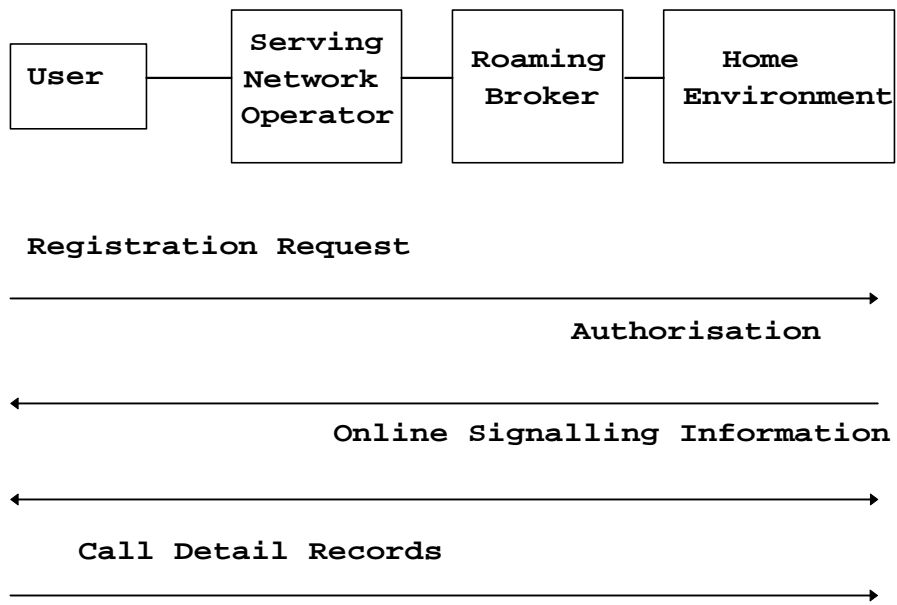 User
Serving
Network
Operator
Roaming
Broker
Home
Environment
Registration Request
Authorisation
Online Signalling Information
Call Detail Records